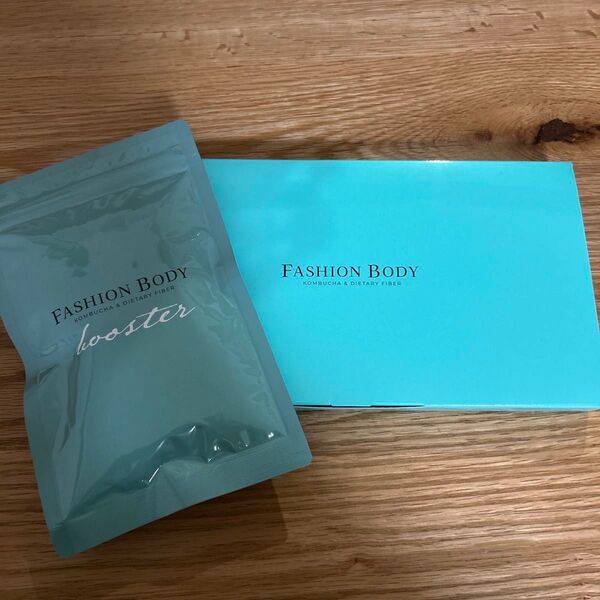 FASHION BODY
KOMBUCHA & DIETARY FIBER
booster
FASHION BODY
KOMBUCHA & DIETARY FIBER